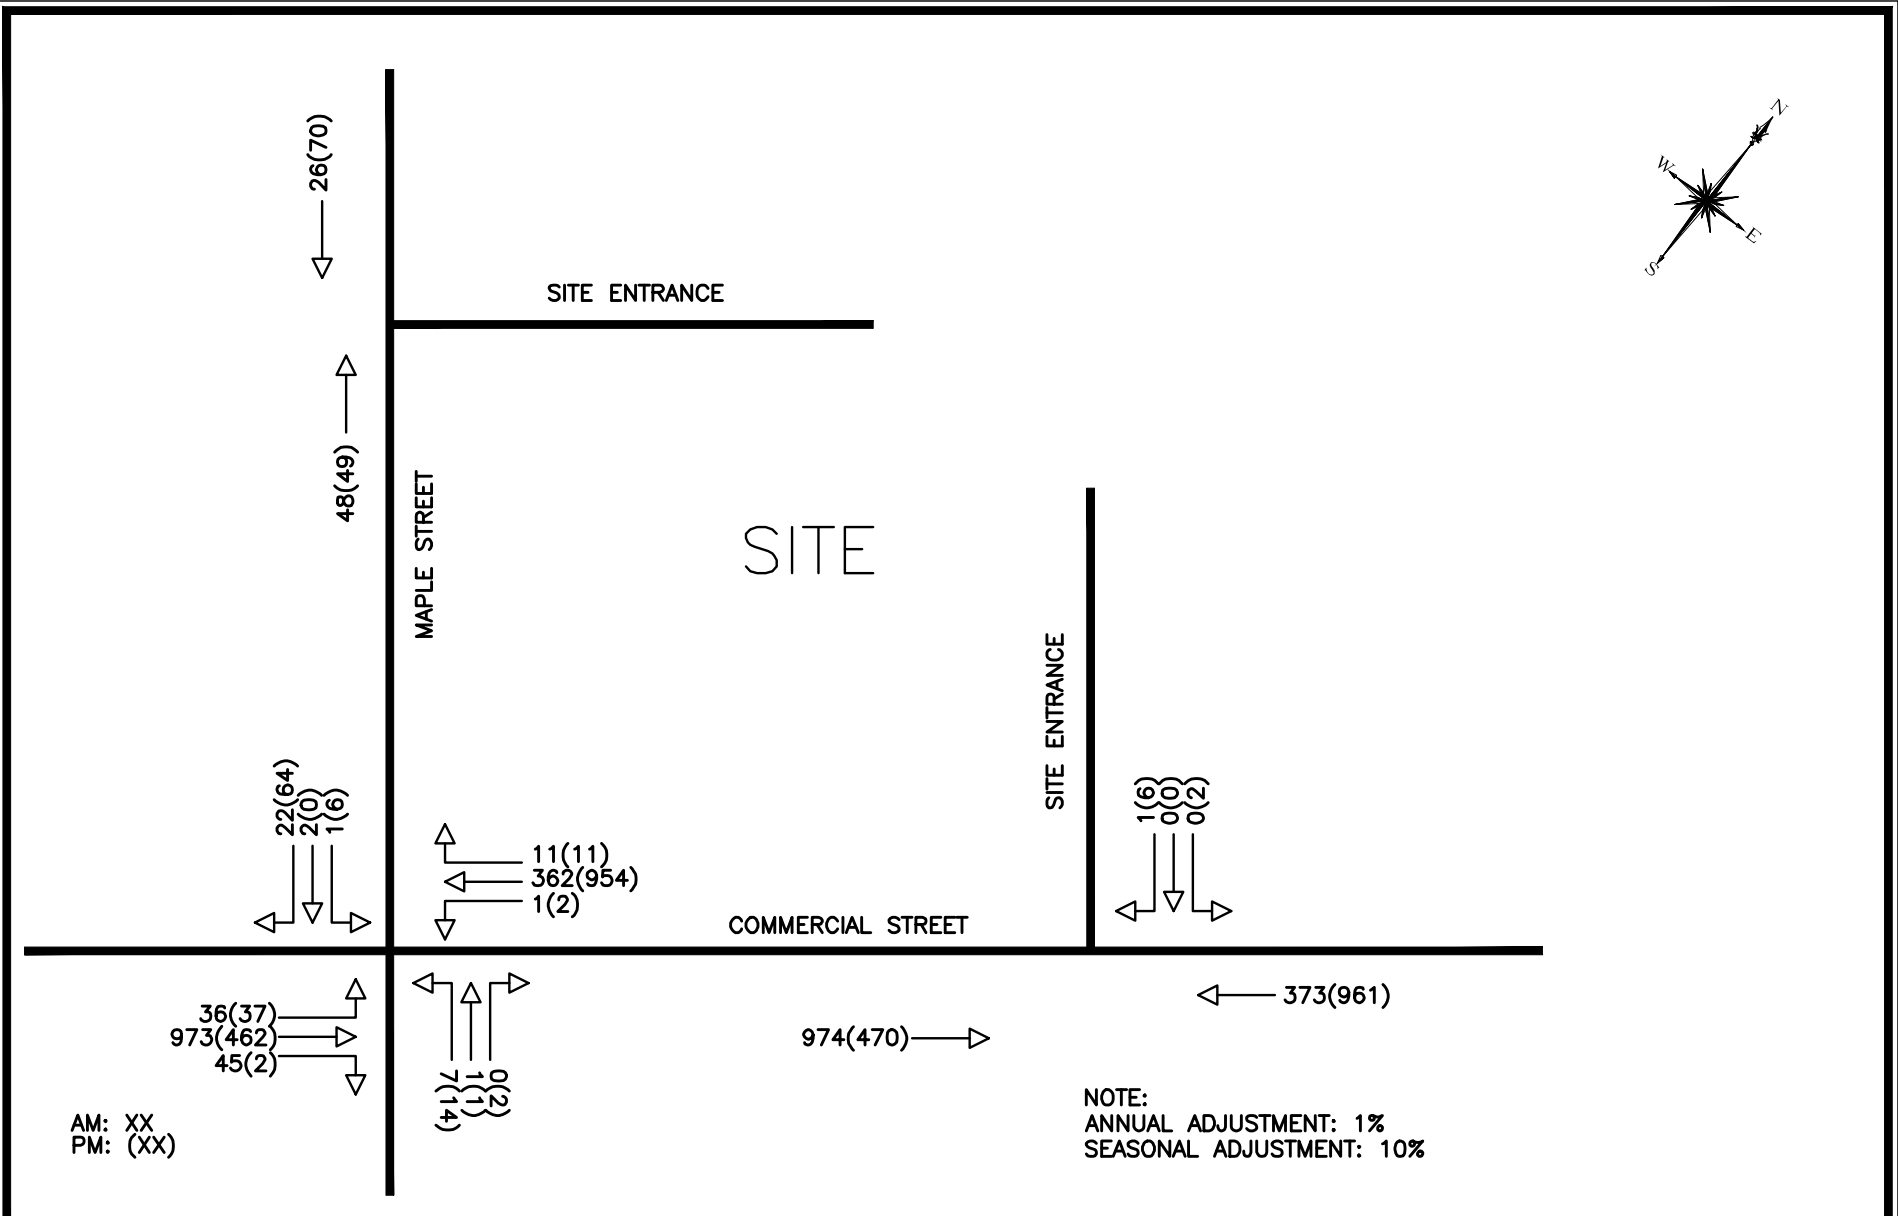 26(70)
N
W
E
S
SITE ENTRANCE
48(49)
MAPLE STREET
SITE
SITE ENTRANCE
22(64)
2(0)
1(6)
11(11)
362(954)
1(2)
1(6)
0(0)
0(2)
COMMERCIAL STREET
36(37)
973(462)
45(2)
7(14)
1(1)
0(2)
974(470)
373(961)
AM: XX
PM: (XX)
NOTE:
ANNUAL ADJUSTMENT: 1%
SEASONAL ADJUSTMENT: 10%